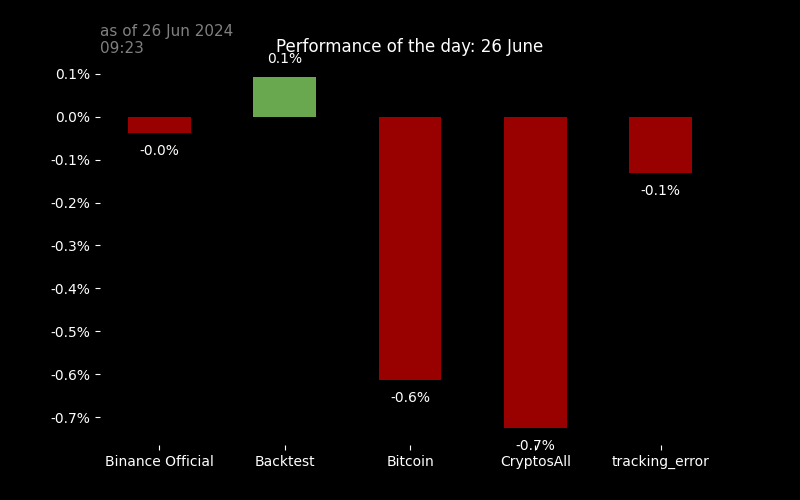 as of 26 Jun 2024
09:23
Performance of the day: 26 June
0.1%
0.1%
0.0%
-0.1%
-0.2%
-0.3%
-0.4%
-0.5%
-0.6%
-0.7%
-0.0%
-0.6%
-0.7%
-0.1%
Binance Official
Backtest
Bitcoin
CryptosAll
tracking_error